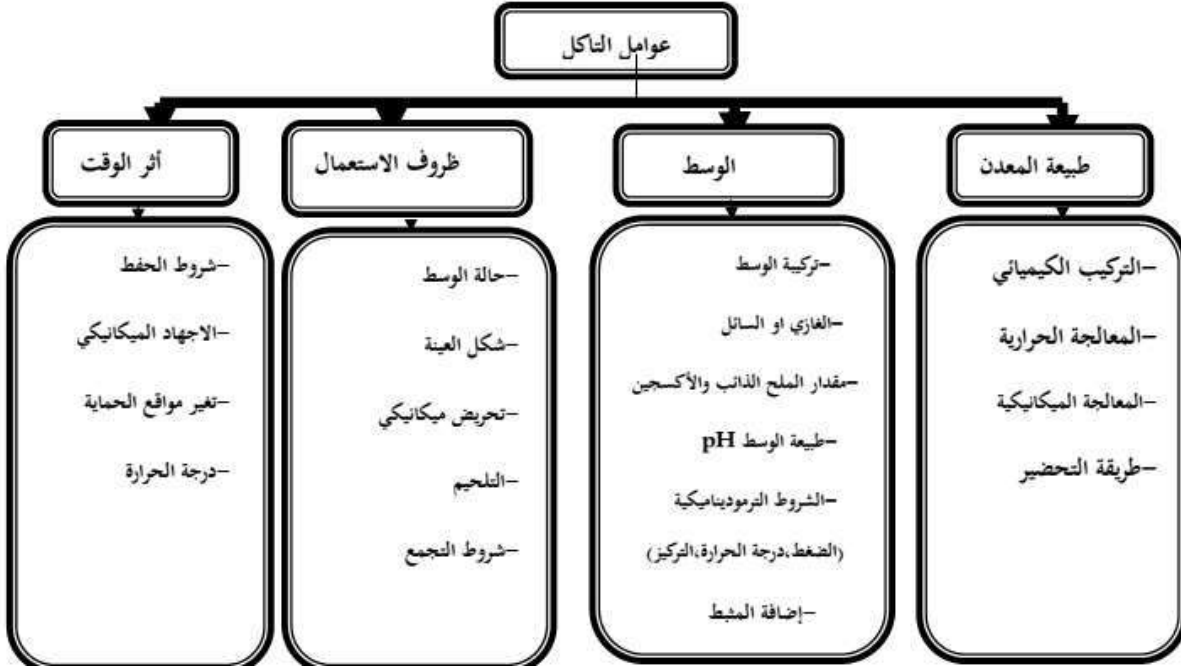 عوامل التاكل
طبيعة المعدن
الوسط
ظروف الاستعمال
أثر الوقت
-التركيب الكيميائي
-المعالجة الحرارية
-المعالجة الميكانيكية
-طريقة التحضير
-تركيبة الوسط
-الغازي او السائل
-مقدار الملح الذائب والأكسجين
-طبيعة الوسط pH
-الشروط الترموديناميكية
(الضغط،درجة الحرارة،التركيز)
-إضافة المثبط
-حالة الوسط
-شكل العينة
-تحريض ميكانيكي
-التلحيم
-شروط التجمع
-شروط الحفط
-الاجهاد الميكانيكي
-تغير مواقع الحماية
-درجة الحرارة